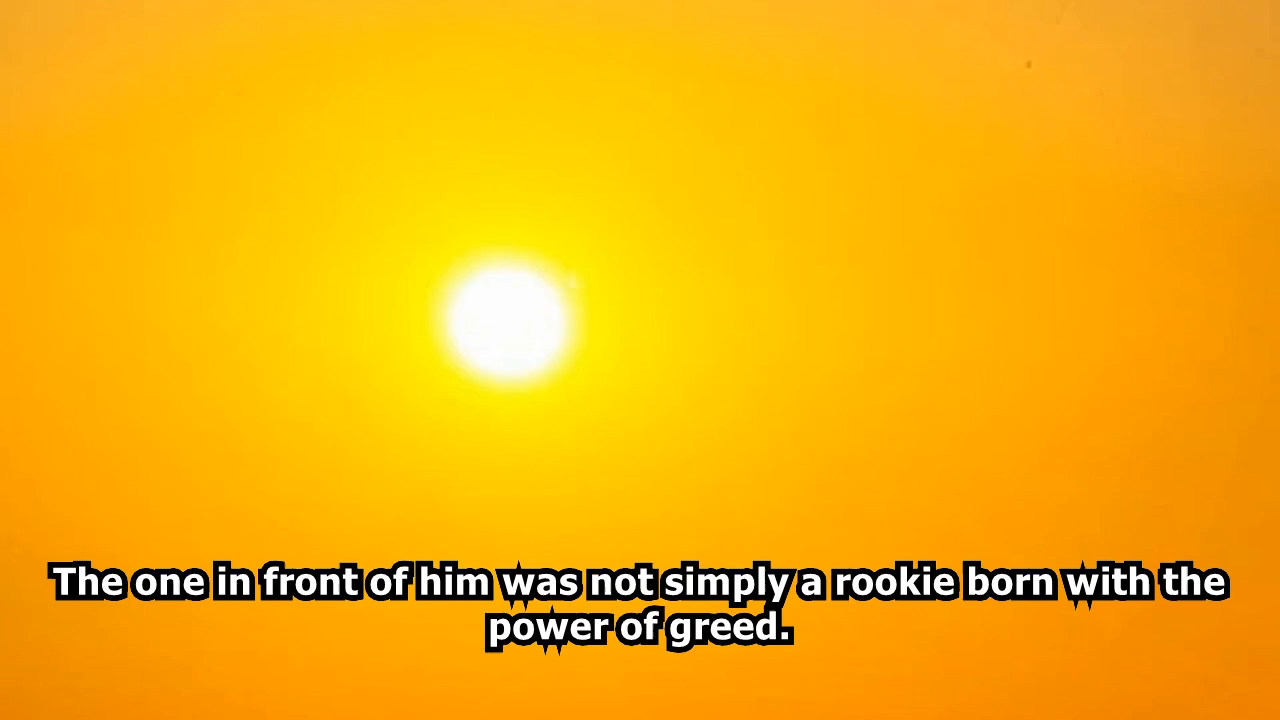 The one in front of him was not simply a rookie born with the
power of greed.